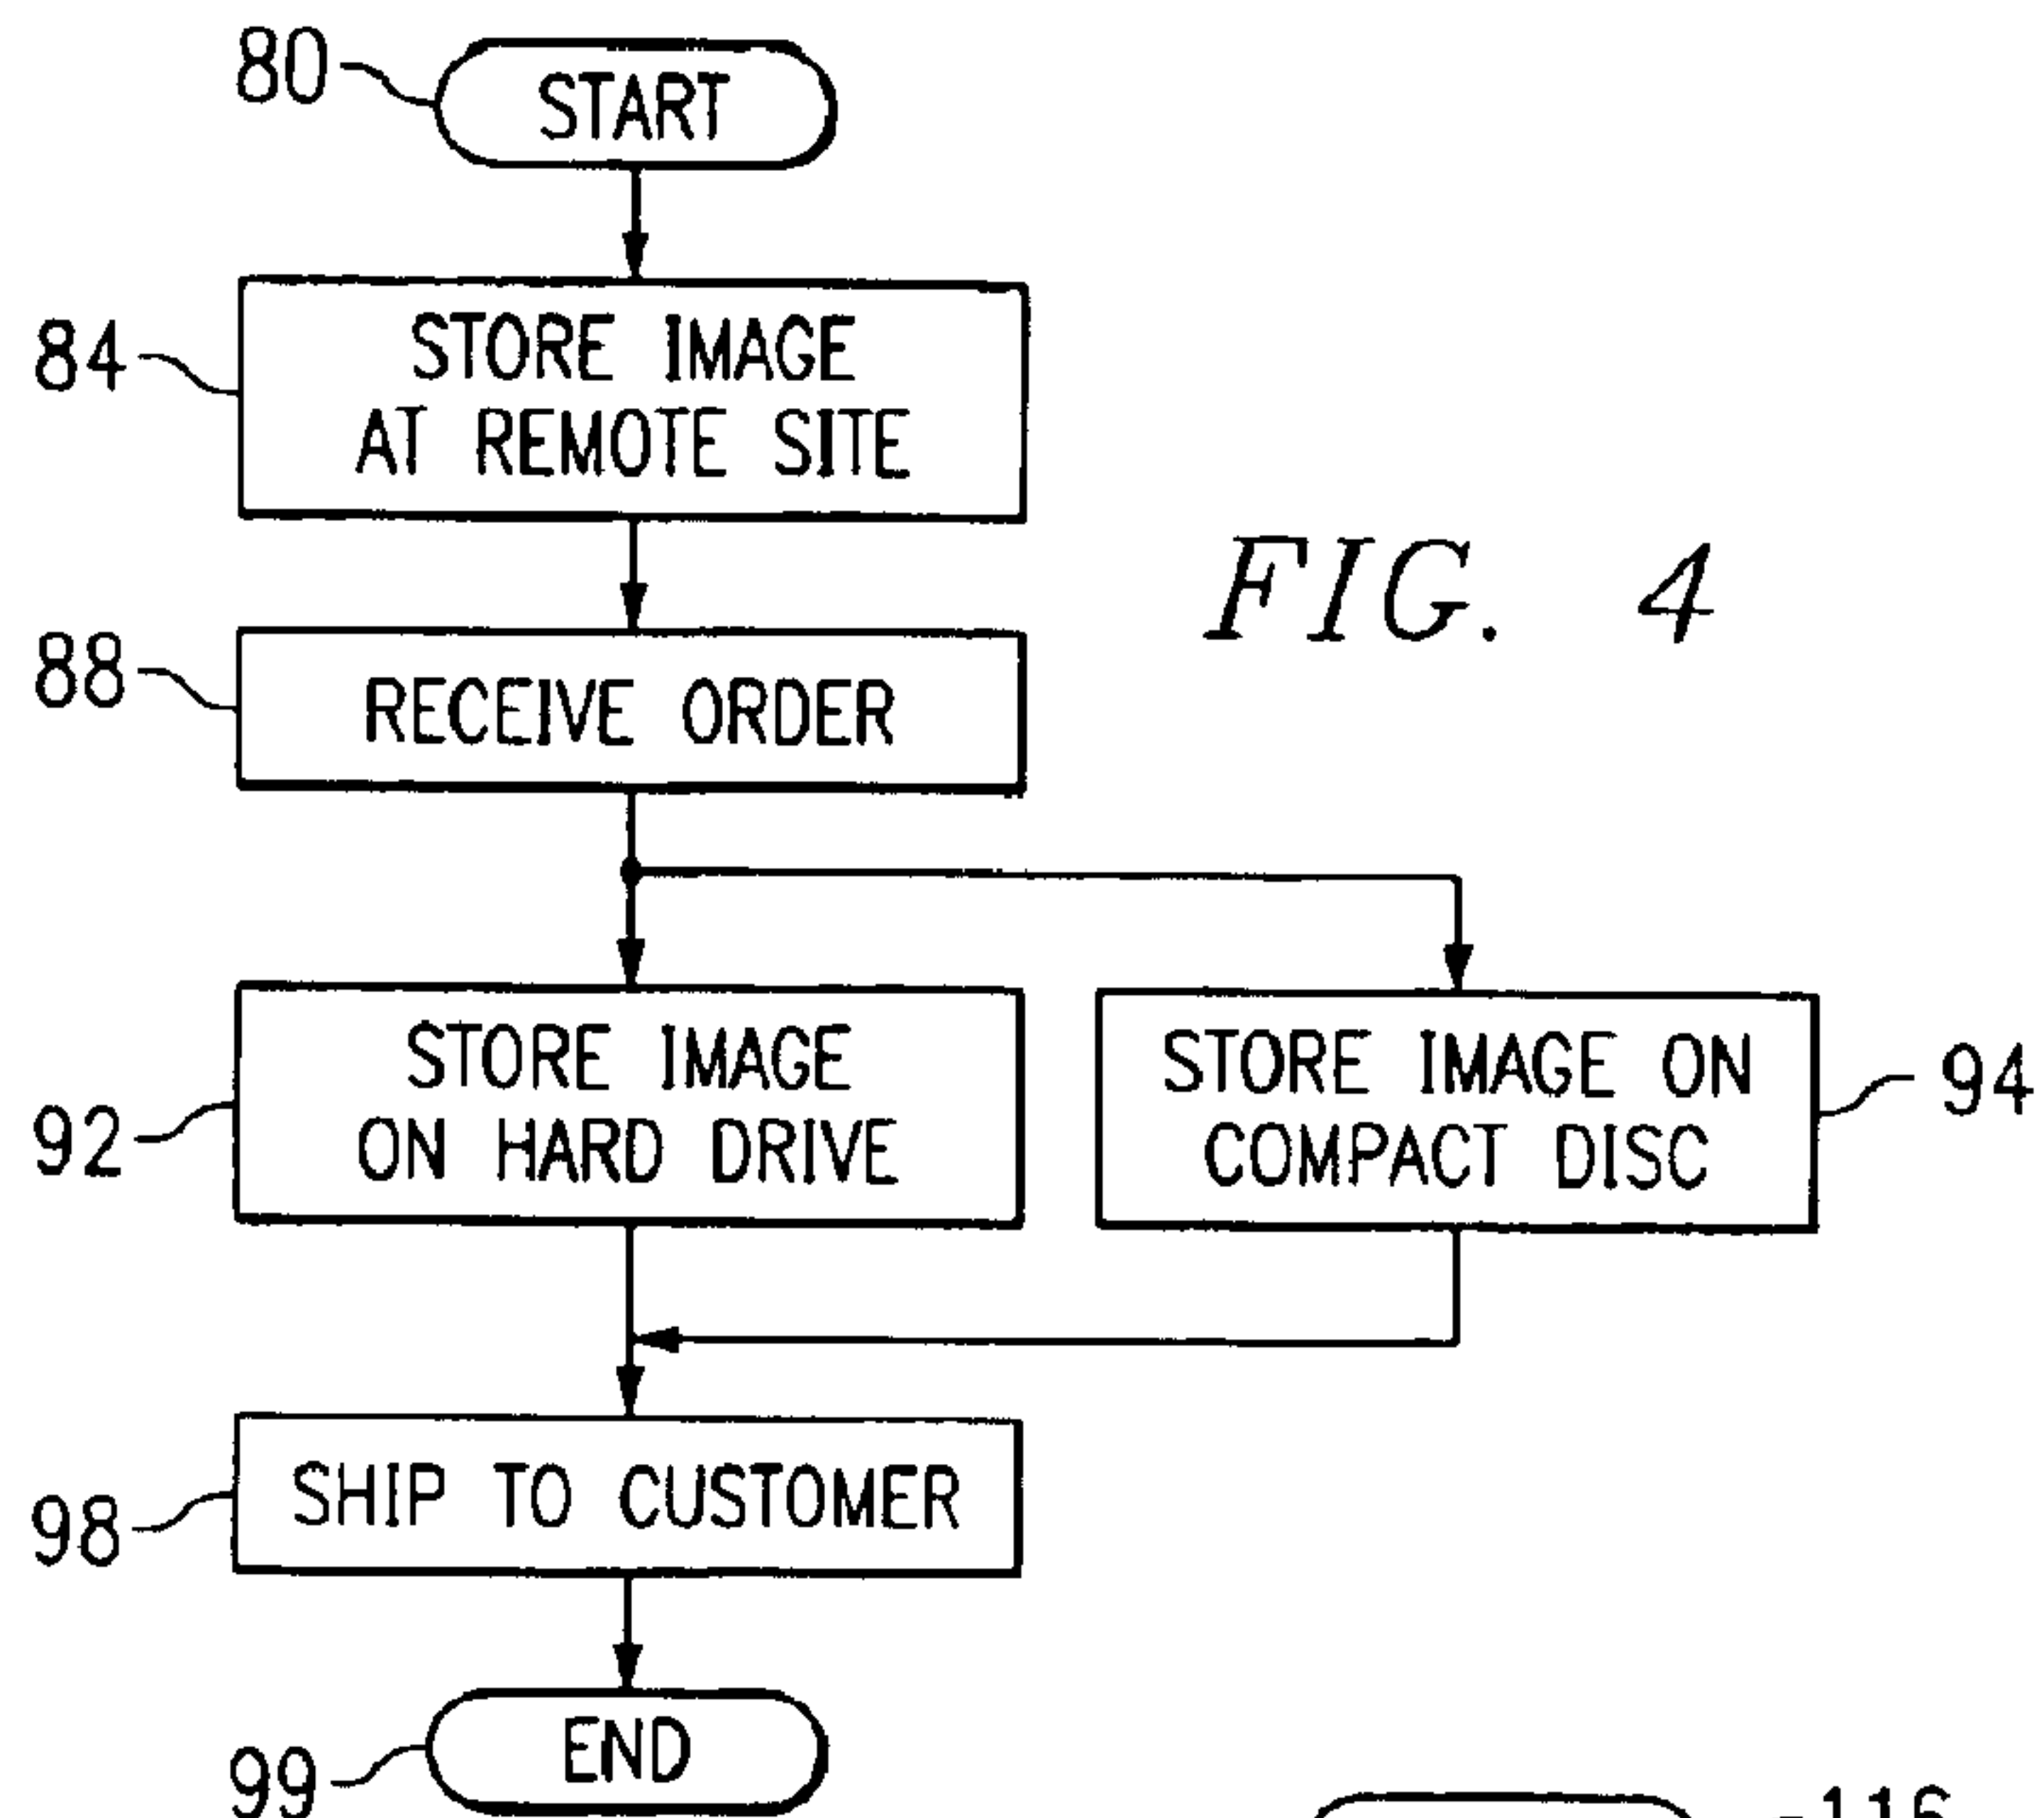 80
START
84
STORE IMAGE
AT REMOTE SITE
FIG. 4
88
RECEIVE ORDER
92
STORE IMAGE
ON HARD DRIVE
STORE IMAGE ON
COMPACT DISC
94
98
SHIP TO CUSTOMER
99
END
116